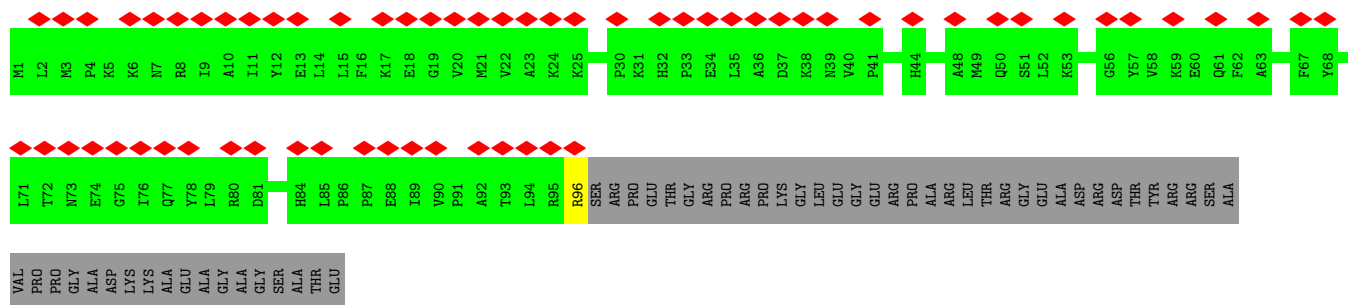 M1 L2 M3 P4 K5 K6 N7 R8 I9 A10 I11 Y12 E13 L14 L15 F16 K17 E18 G19 V20 M21 V22 A23 K24 K25 P30 K31 H32 P33 E34 L35 A36 D37 K38 N39 V40 P41 H44 A48 M49 Q50 S51 L52 K53 G56 Y57 V58 K59 E60 Q61 F62 A63 F67 Y68
L71 T72 N73 E74 G75 I76 Q77 Y78 L79 R80 D81 H84 L85 P86 P87 E88 I89 V90 P91 A92 T93 L94 R95 R96 SER ARG PRO GLU THR GLY ARG PRO ARG PRO LYS GLY LEU GLU GLY GLU ARG PRO ALA ARG LEU THR ARG GLY GLU ALA ASP ARG ASP THR TYR ARG ARG SER ALA
VAL PRO PRO GLY ALA ASP LYS LYS ALA GLU ALA GLY ALA GLY SER ALA THR GLU